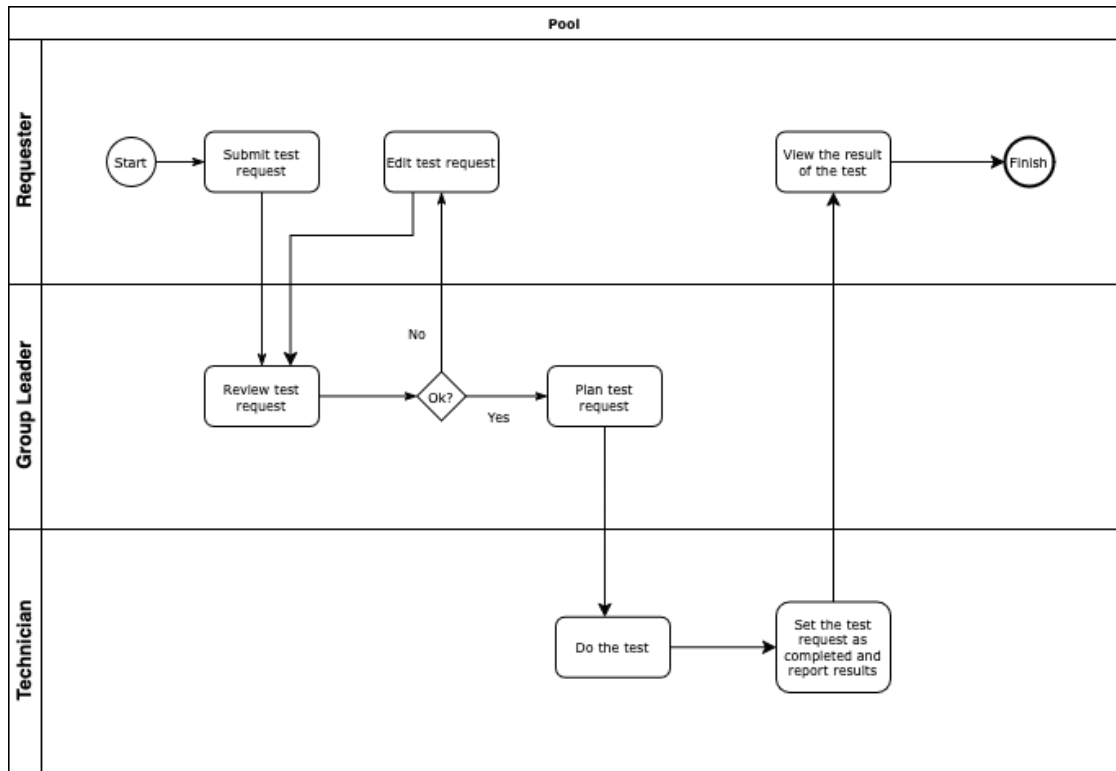 Pool
Requester
Start
Submit test
request
Edit test request
View the result
of the test
Finish
Group Leader
No
Review test
request
Ok?
Yes
Plan test
request
Technician
Do the test
Set the test
request as
completed and
report results